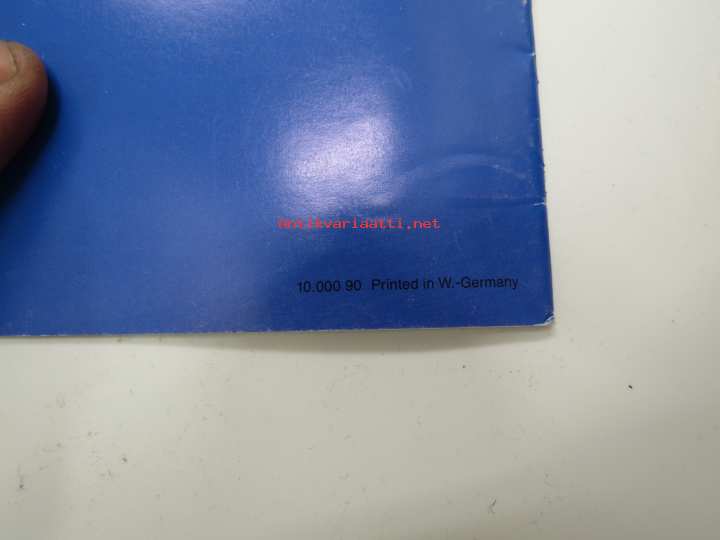 Antikvariaatti.net
10.000 90 Printed in W.-Germany